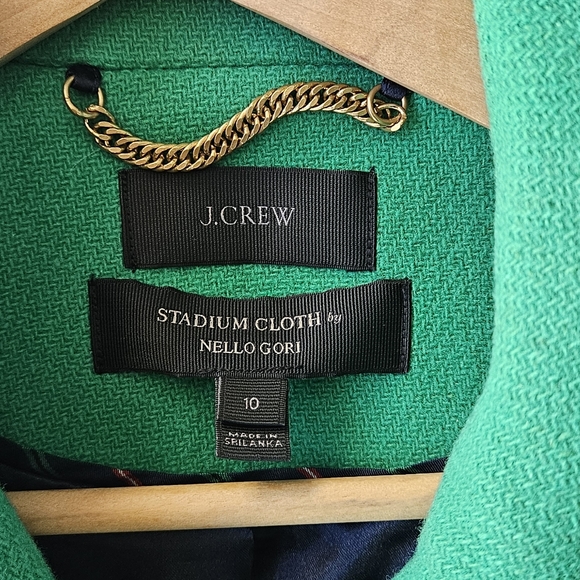 J.CREW
STADIUM CLOTH by
NELLO GORI
10
MADE IN
SRI LANKA